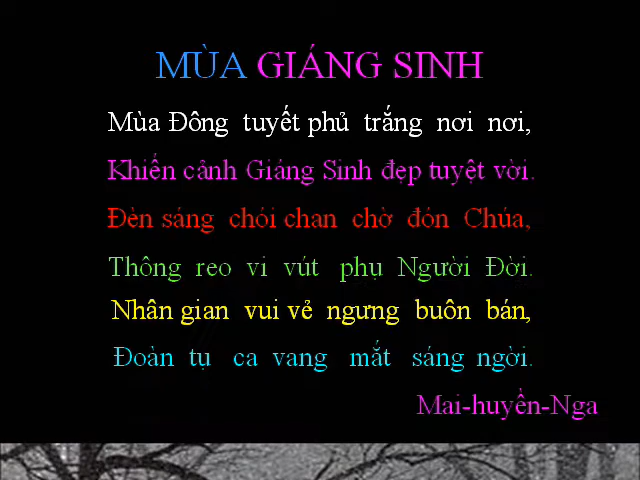 MÙA GIÁNG SINH
Mùa Đông tuyết phủ trắng nơi nơi,
Khiến cảnh Giáng Sinh đẹp tuyệt vời.
Đèn sáng chói chan chờ đón Chúa,
Thông reo vi vút phụ Người Đời.
Nhân gian vui vẻ ngưng buôn bán,
Đoàn tụ ca vang mắt sáng ngời.
Mai-huyền-Nga